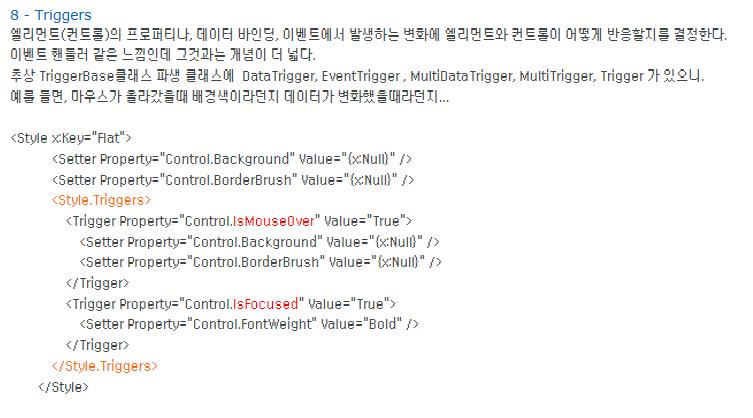 8 - Triggers
엘리먼트(컨트롤)의 프로퍼티나, 데이터 바인딩, 이벤트에서 발생하는 변화에 엘리먼트와 컨트롤이 어떻게 반응할지를 결정한다.
이벤트 핸들러 같은 느낌인데 그것과는 개념이 더 넓다.
추상 TriggerBase클래스 파생 클래스에  DataTrigger, EventTrigger , MultiDataTrigger, MultiTrigger, Trigger 가 있으니.
예를 들면, 마우스가 올라갔을때 배경색이라던지 데이터가 변화했을때라던지...
<Style x:Key="Flat">
<Setter Property="Control.Background" Value="{x:Null}" />
<Setter Property="Control.BorderBrush" Value="{x:Null}" />
<Style.Triggers>
<Trigger Property="Control.IsMouseOver" Value="True">
<Setter Property="Control.Background" Value="{x:Null}" />
<Setter Property="Control.BorderBrush" Value="{x:Null}" />
</Trigger>
<Trigger Property="Control.IsFocused" Value="True">
<Setter Property="Control.FontWeight" Value="Bold" />
</Trigger>
</Style.Triggers>
</Style>